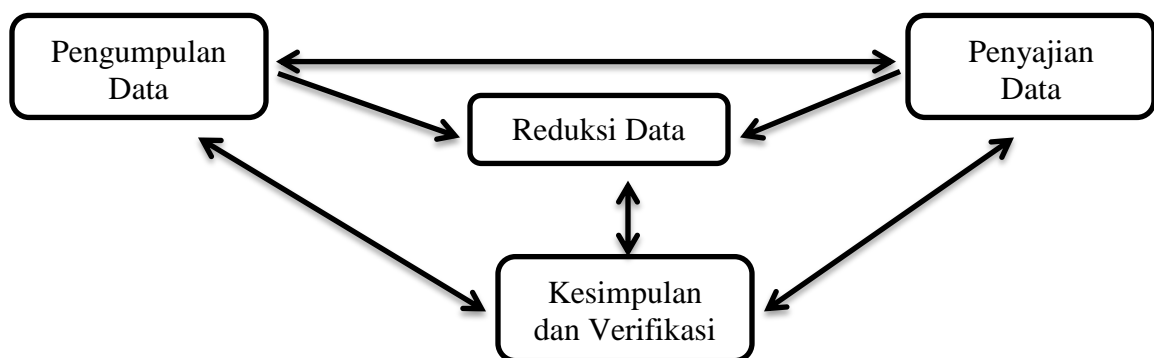 Pengumpulan
Data
Penyajian
Data
Reduksi Data
Kesimpulan
dan Verifikasi